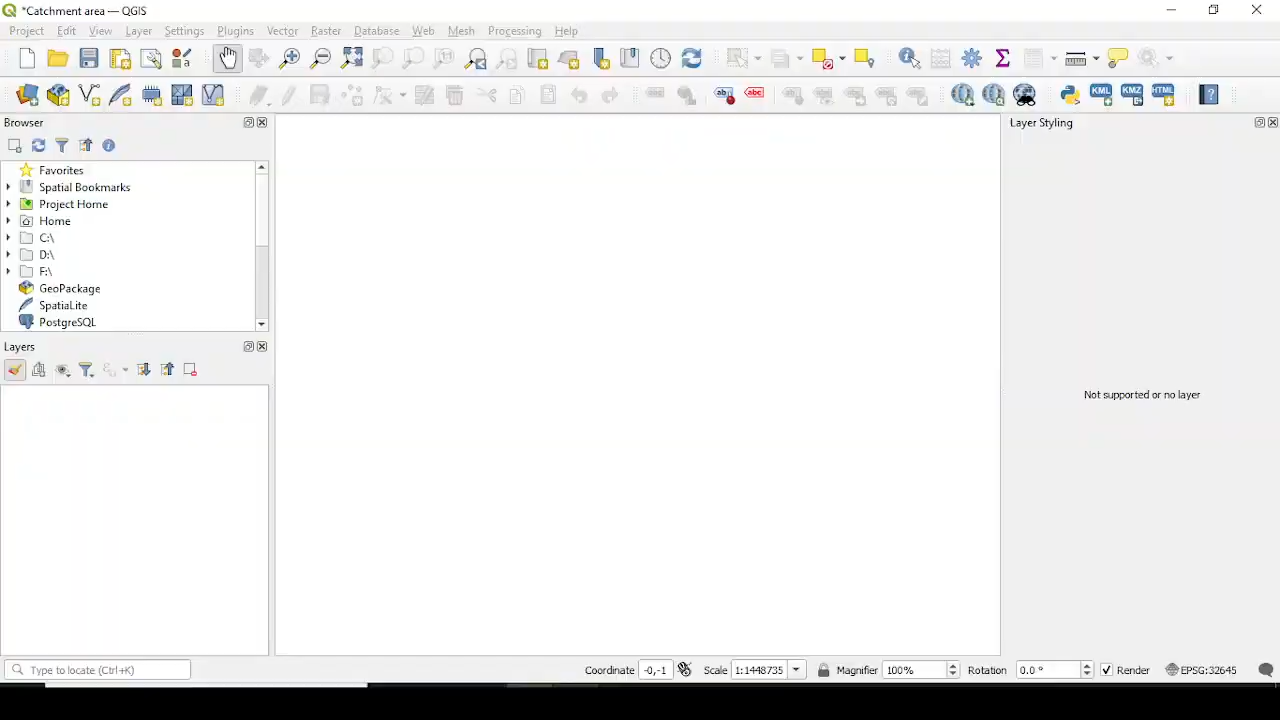 *Catchment area — QGIS
Project Edit View Layer Settings Plugins Vector Raster Database Web Mesh Processing Help
Browser
Favorites
Spatial Bookmarks
Project Home
Home
C:\
D:\
F:\
GeoPackage
SpatiaLite
PostgreSQL
Layers
Layer Styling
Not supported or no layer
Type to locate (Ctrl+K)
Coordinate -0,-1 Scale 1:1448735 Magnifier 100% Rotation 0.0 ° Render EPSG:32645